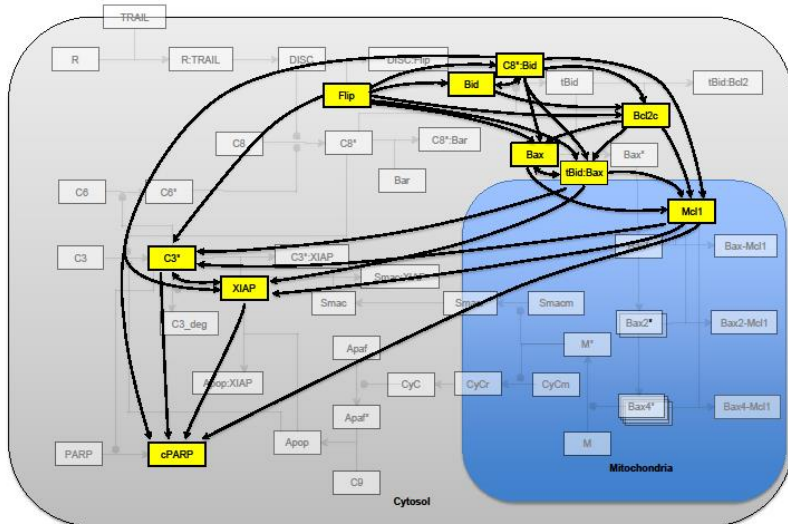 TRAIL
R
R:TRAIL
DISC
DISC:Flip
C8*:Bid
tBid
tBid:Bcl2
Bid
Flip
Bcl2c
C8
C8*
C8*:Bar
Bax
Bax*
Bar
tBid:Bax
C6
C6*
Mcl1
C3
C3*
C3*:XIAP
Bax-Mcl1
Smac:XIAP
XIAP
Smac
Smacm
C3_deg
Bax2*
Bax2-Mcl1
Apaf
M*
Apop:XIAP
CyC
CyCr
CyCm
Apaf*
Bax4*
Bax4-Mcl1
PARP
cPARP
Apop
M
Mitochondria
C9
Cytosol